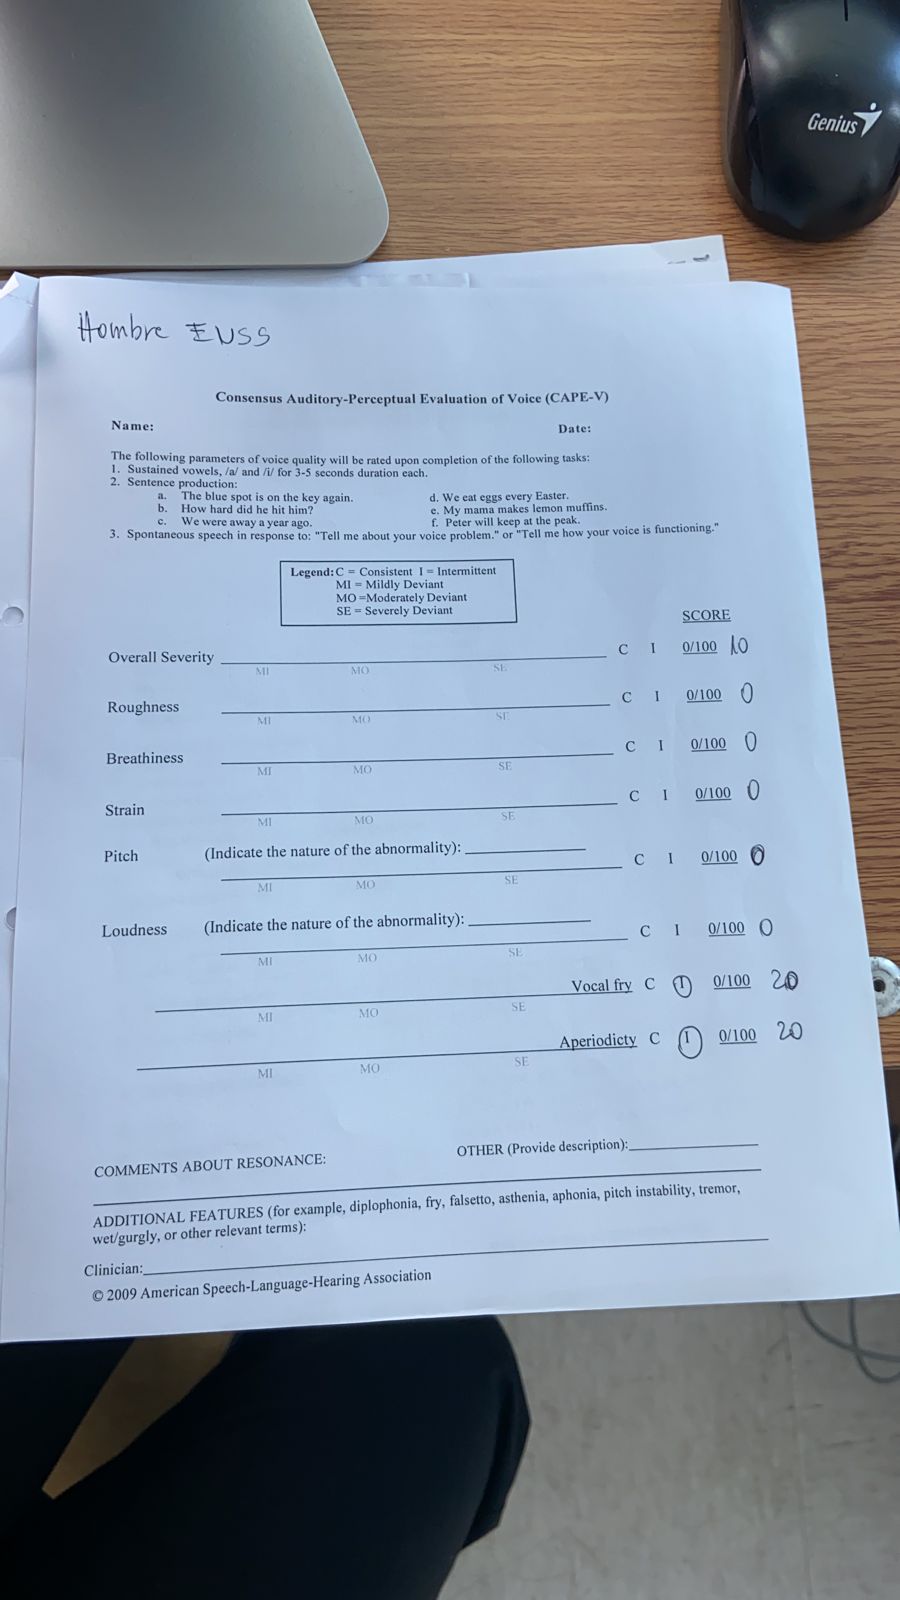 Genius
Hombre EVSS
Consensus Auditory-Perceptual Evaluation of Voice (CAPE-V)
Name: Date:
The following parameters of voice quality will be rated upon completion of the following tasks:
1. Sustained vowels, /a/ and /i/ for 3-5 seconds duration each.
2. Sentence production:
a. The blue spot is on the key again. d. We eat eggs every Easter.
b. How hard did he hit him? e. My mama makes lemon muffins.
c. We were away a year ago. f. Peter will keep at the peak.
3. Spontaneous speech in response to: "Tell me about your voice problem." or "Tell me how your voice is functioning."
Legend: C = Consistent I = Intermittent
MI = Mildly Deviant
MO =Moderately Deviant
SE = Severely Deviant
SCORE
Overall Severity C I 0/100 10
MI MO SE
Roughness C I 0/100 0
MI MO SE
Breathiness C I 0/100 0
MI MO SE
Strain C I 0/100 0
MI MO SE
Pitch (Indicate the nature of the abnormality): C I 0/100 0
MI MO SE
Loudness (Indicate the nature of the abnormality): C I 0/100 0
MI MO SE
Vocal fry C I 0/100 20
MI MO SE
Aperiodicty C I 0/100 20
MI MO SE
COMMENTS ABOUT RESONANCE: OTHER (Provide description):
ADDITIONAL FEATURES (for example, diplophonia, fry, falsetto, asthenia, aphonia, pitch instability, tremor,
wet/gurgly, or other relevant terms):
Clinician:
© 2009 American Speech-Language-Hearing Association